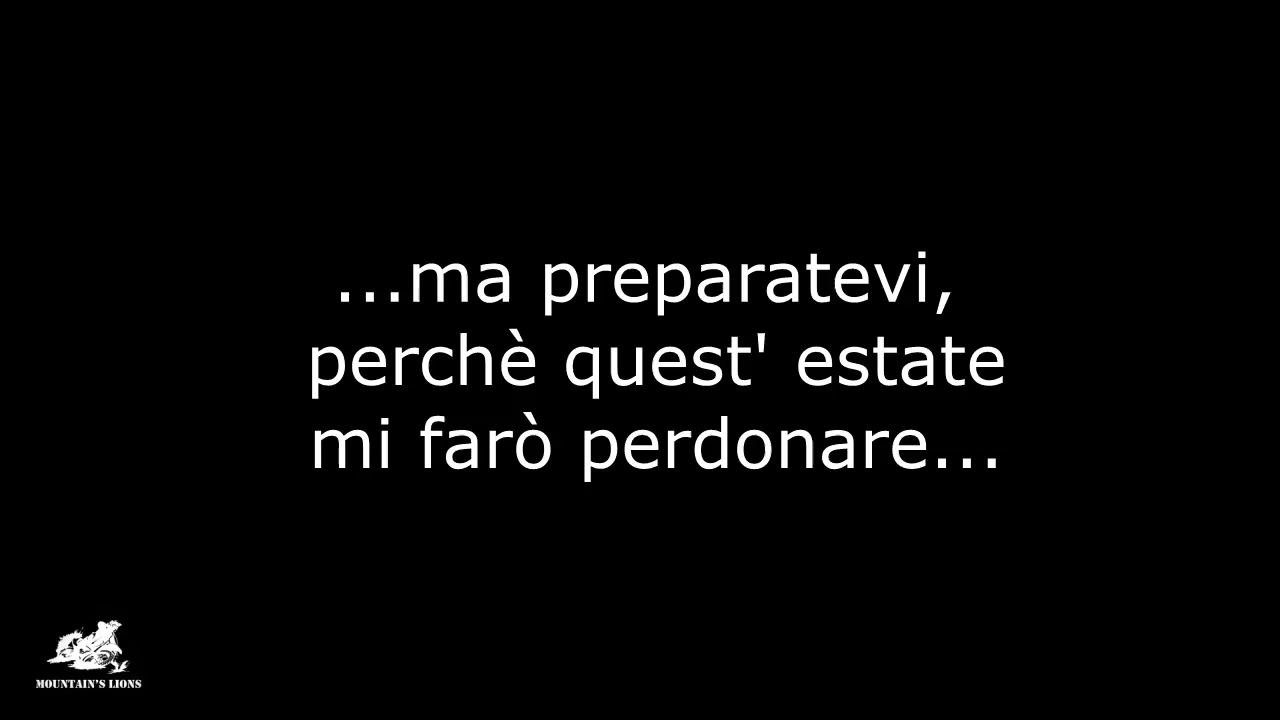 ...ma preparatevi,
perchè quest' estate
mi farò perdonare...
MOUNTAIN'S LIONS